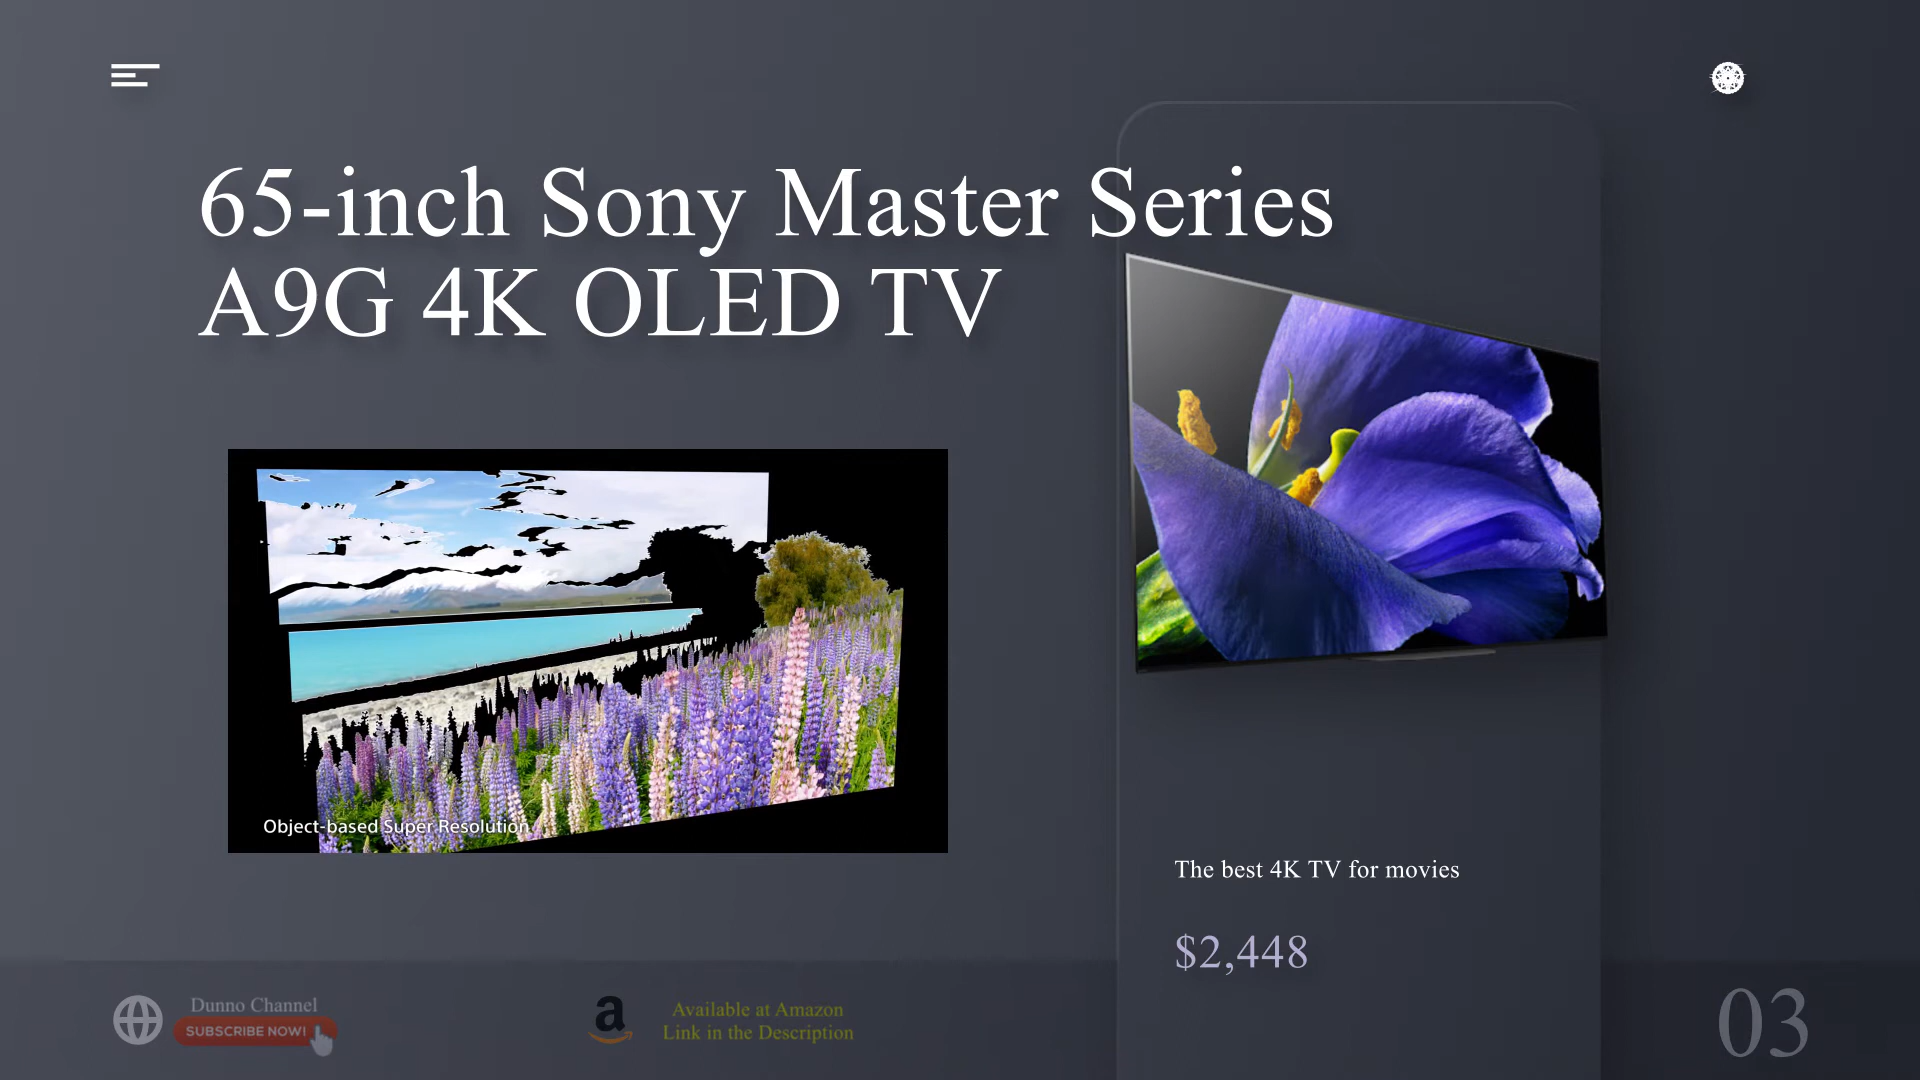 65-inch Sony Master Series
A9G 4K OLED TV
Object-based Super Resolution
The best 4K TV for movies
$2,448
Dunno Channel
SUBSCRIBE NOW!
a
Available at Amazon
Link in the Description
03